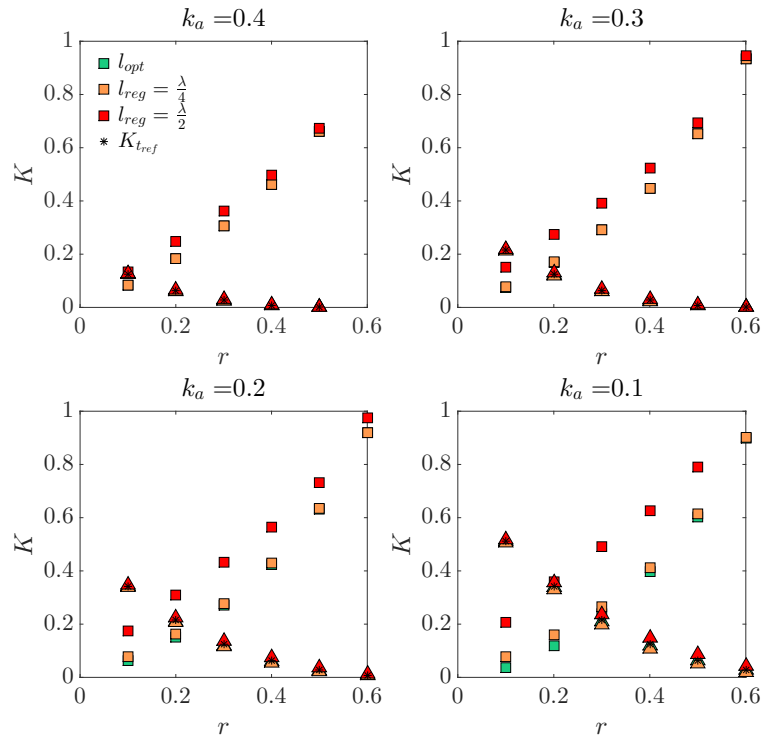 k_a =0.4
1
0.8
0.6
0.4
0.2
0
K
l_opt
l_reg = λ/4
l_reg = λ/2
K_{t_ref}
0 0.2 0.4 0.6
r
k_a =0.3
1
0.8
0.6
0.4
0.2
0
K
0 0.2 0.4 0.6
r
k_a =0.2
1
0.8
0.6
0.4
0.2
0
K
0 0.2 0.4 0.6
r
k_a =0.1
1
0.8
0.6
0.4
0.2
0
K
0 0.2 0.4 0.6
r